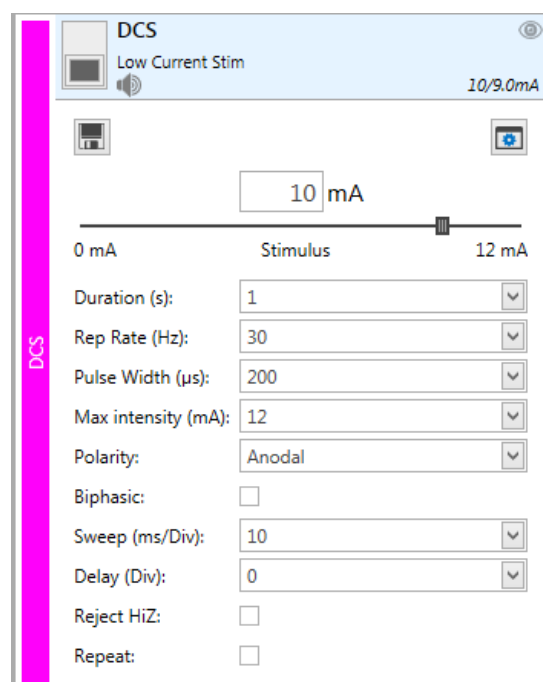 DCS
Low Current Stim
10/9.0mA
10 mA
0 mA Stimulus 12 mA
Duration (s): 1
Rep Rate (Hz): 30
Pulse Width (µs): 200
Max intensity (mA): 12
Polarity: Anodal
Biphasic:
Sweep (ms/Div): 10
Delay (Div): 0
Reject HiZ:
Repeat:
DCS